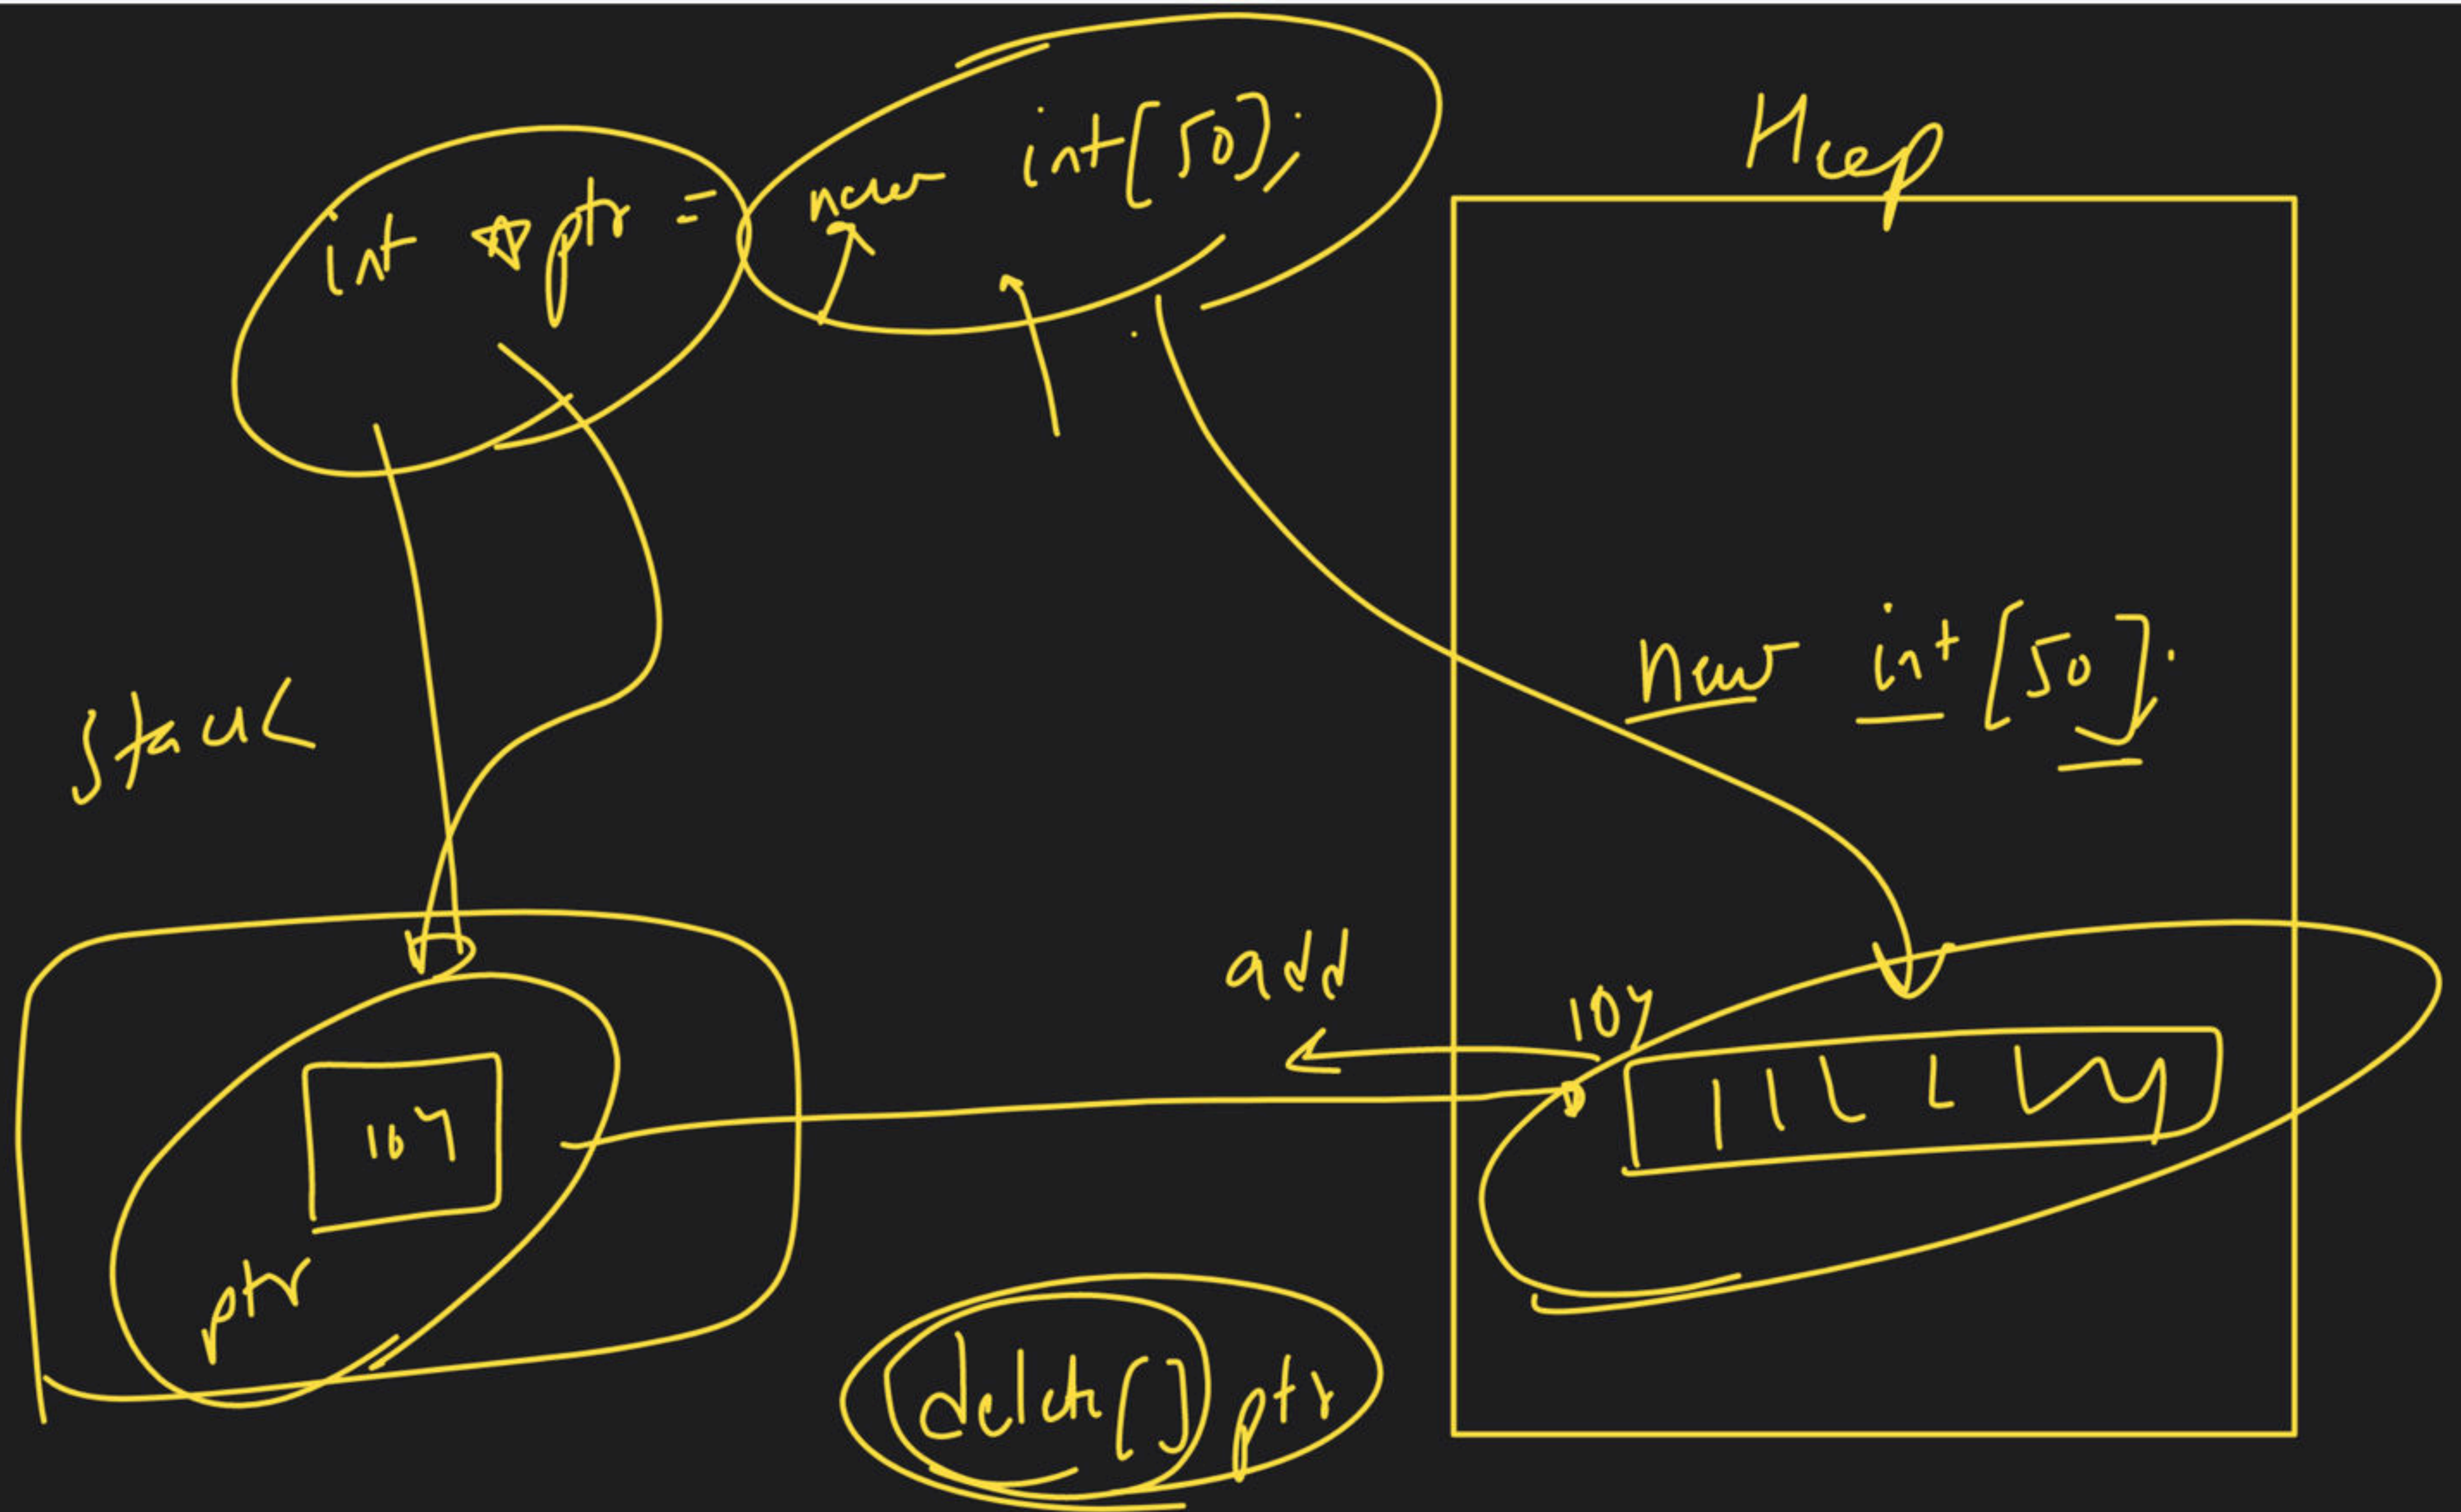 int *ptr = new int[50];
Heap
new int[50];
Stack
add
104
104
ptr
delete[] ptr